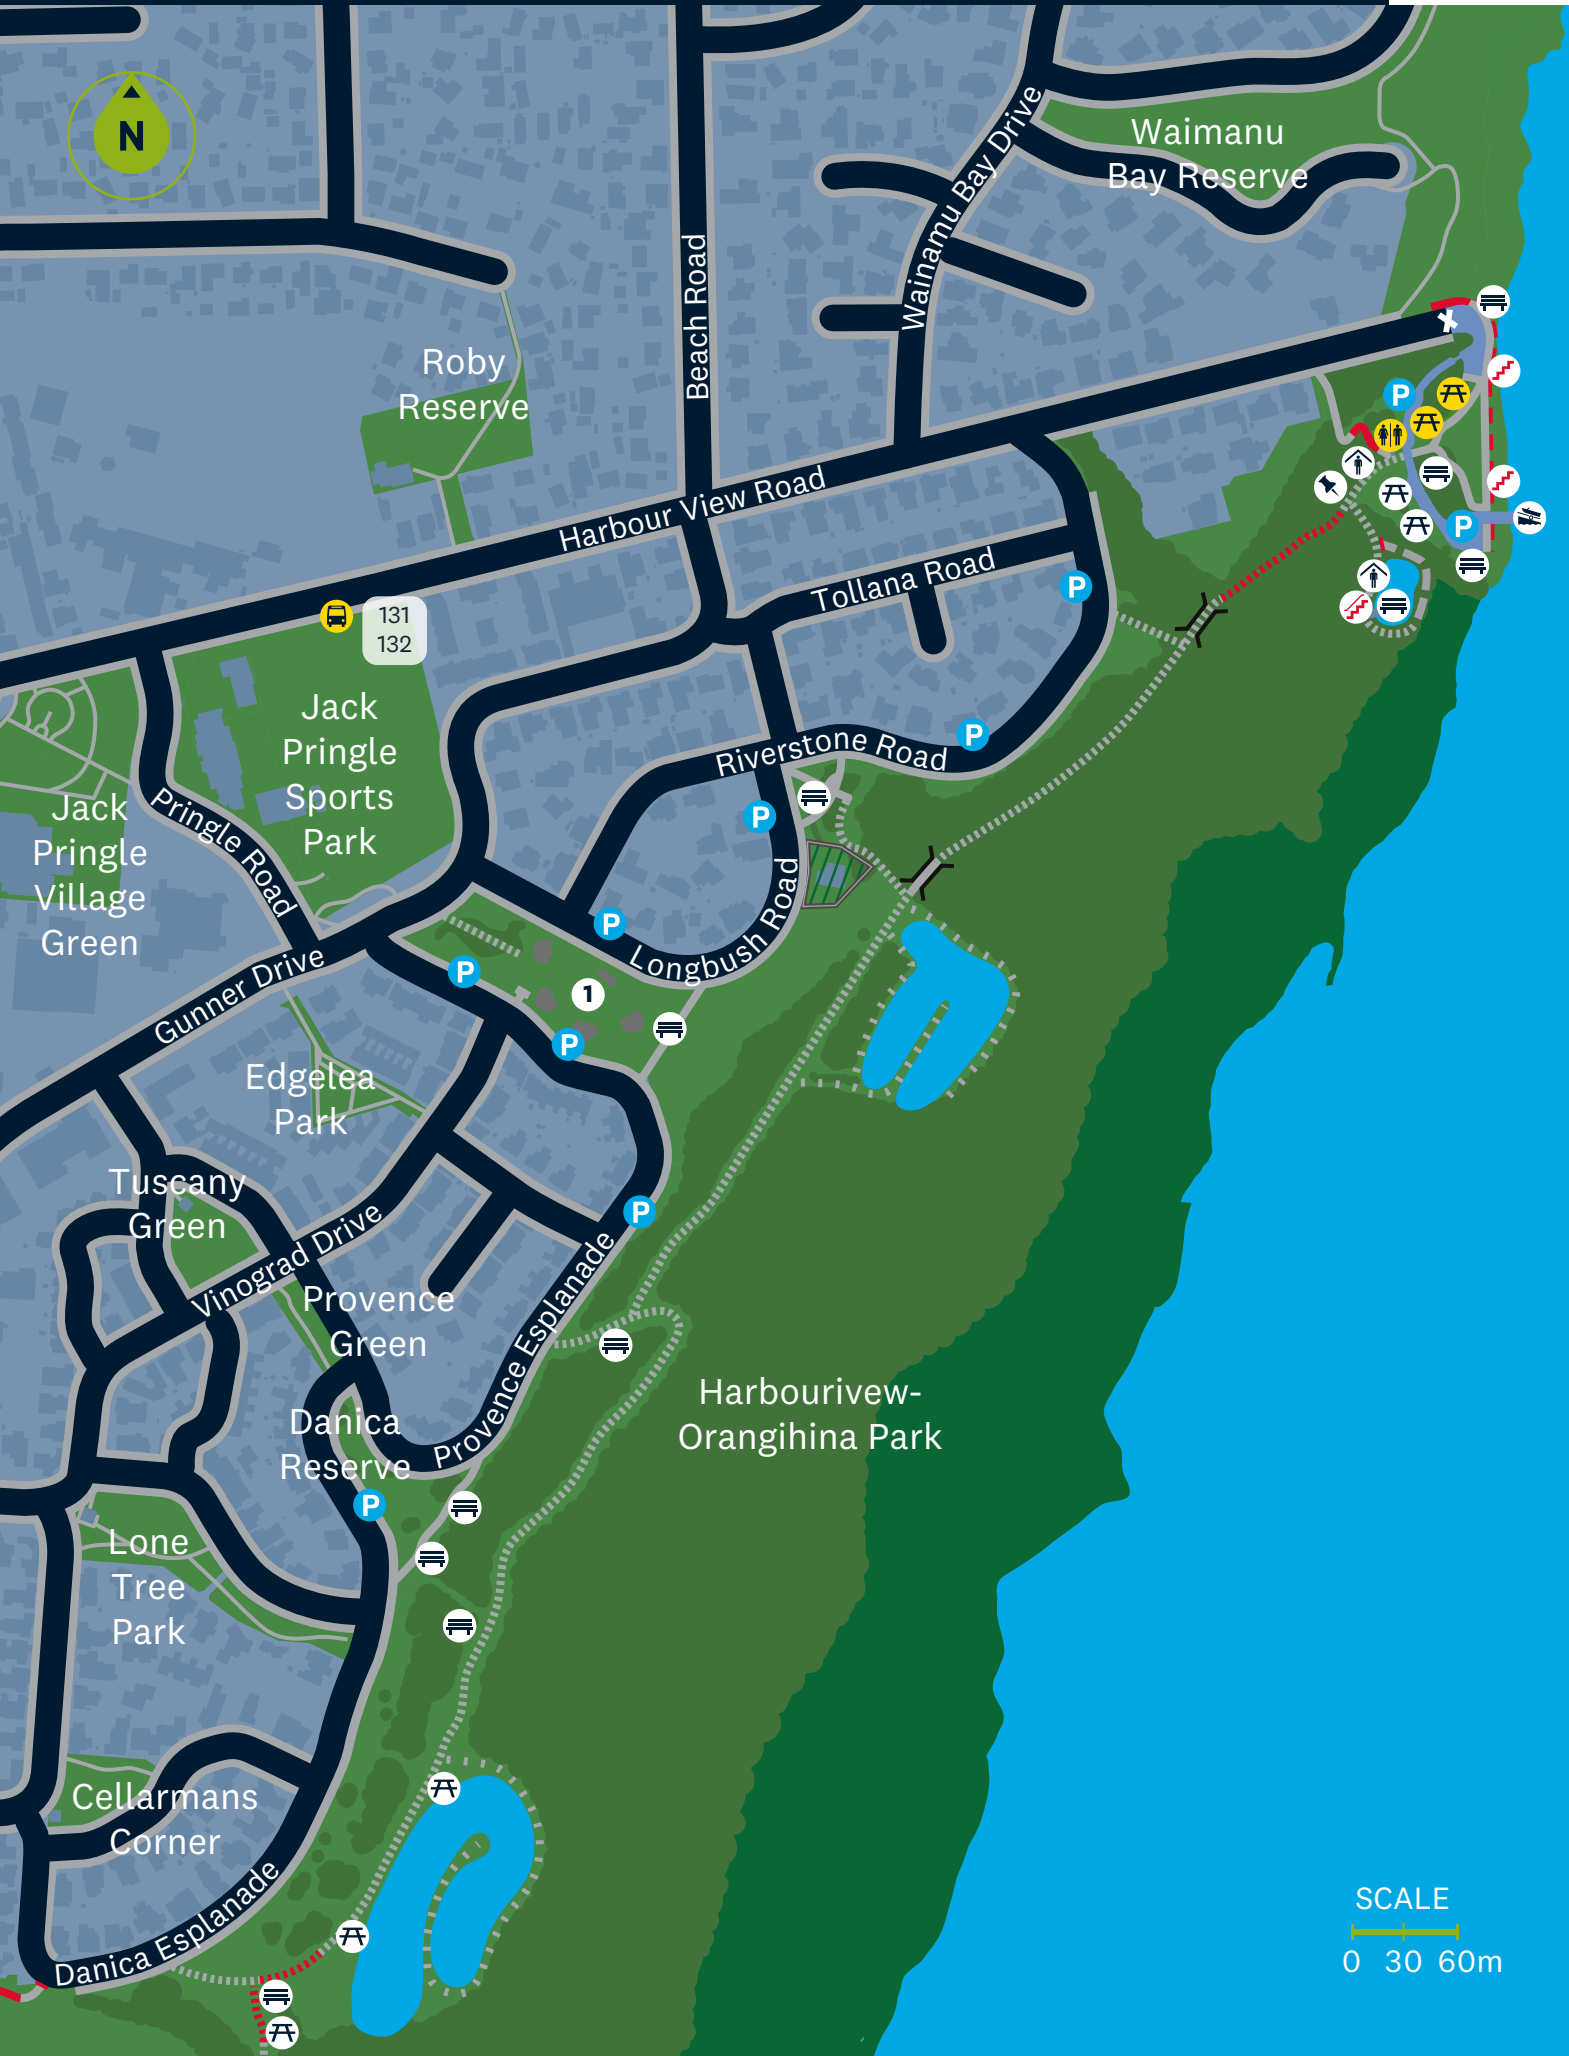 N
Waimanu
Bay Reserve
Wainamu Bay Drive
Beach Road
Roby
Reserve
P
Harbour View Road
P
Tollana Road
P
131
132
Jack
Pringle
Sports
Park
Riverstone Road
P
Jack
Pringle
Village
Green
Pringle Road
P
P
Longbush Road
Gunner Drive
P
1
P
Edgelea
Park
Tuscany
Green
P
Vinograd Drive
Provence
Green
Provence Esplanade
Harbourivew-
Orangihina Park
Danica
Reserve
P
Lone
Tree
Park
Cellarmans
Corner
Danica Esplanade
SCALE
0 30 60m